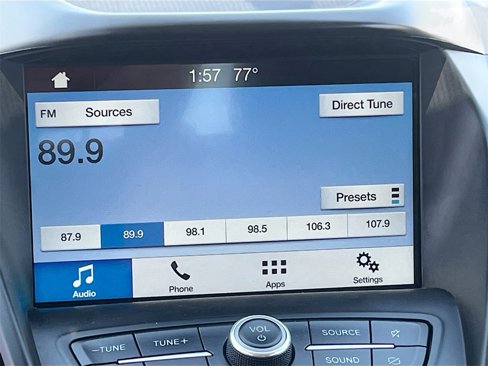 1:57 77°
FM Sources
Direct Tune
89.9
Presets
87.9 89.9 98.1 98.5 106.3 107.9
Audio Phone Apps Settings
VOL
—TUNE TUNE+ SOURCE
SOUND